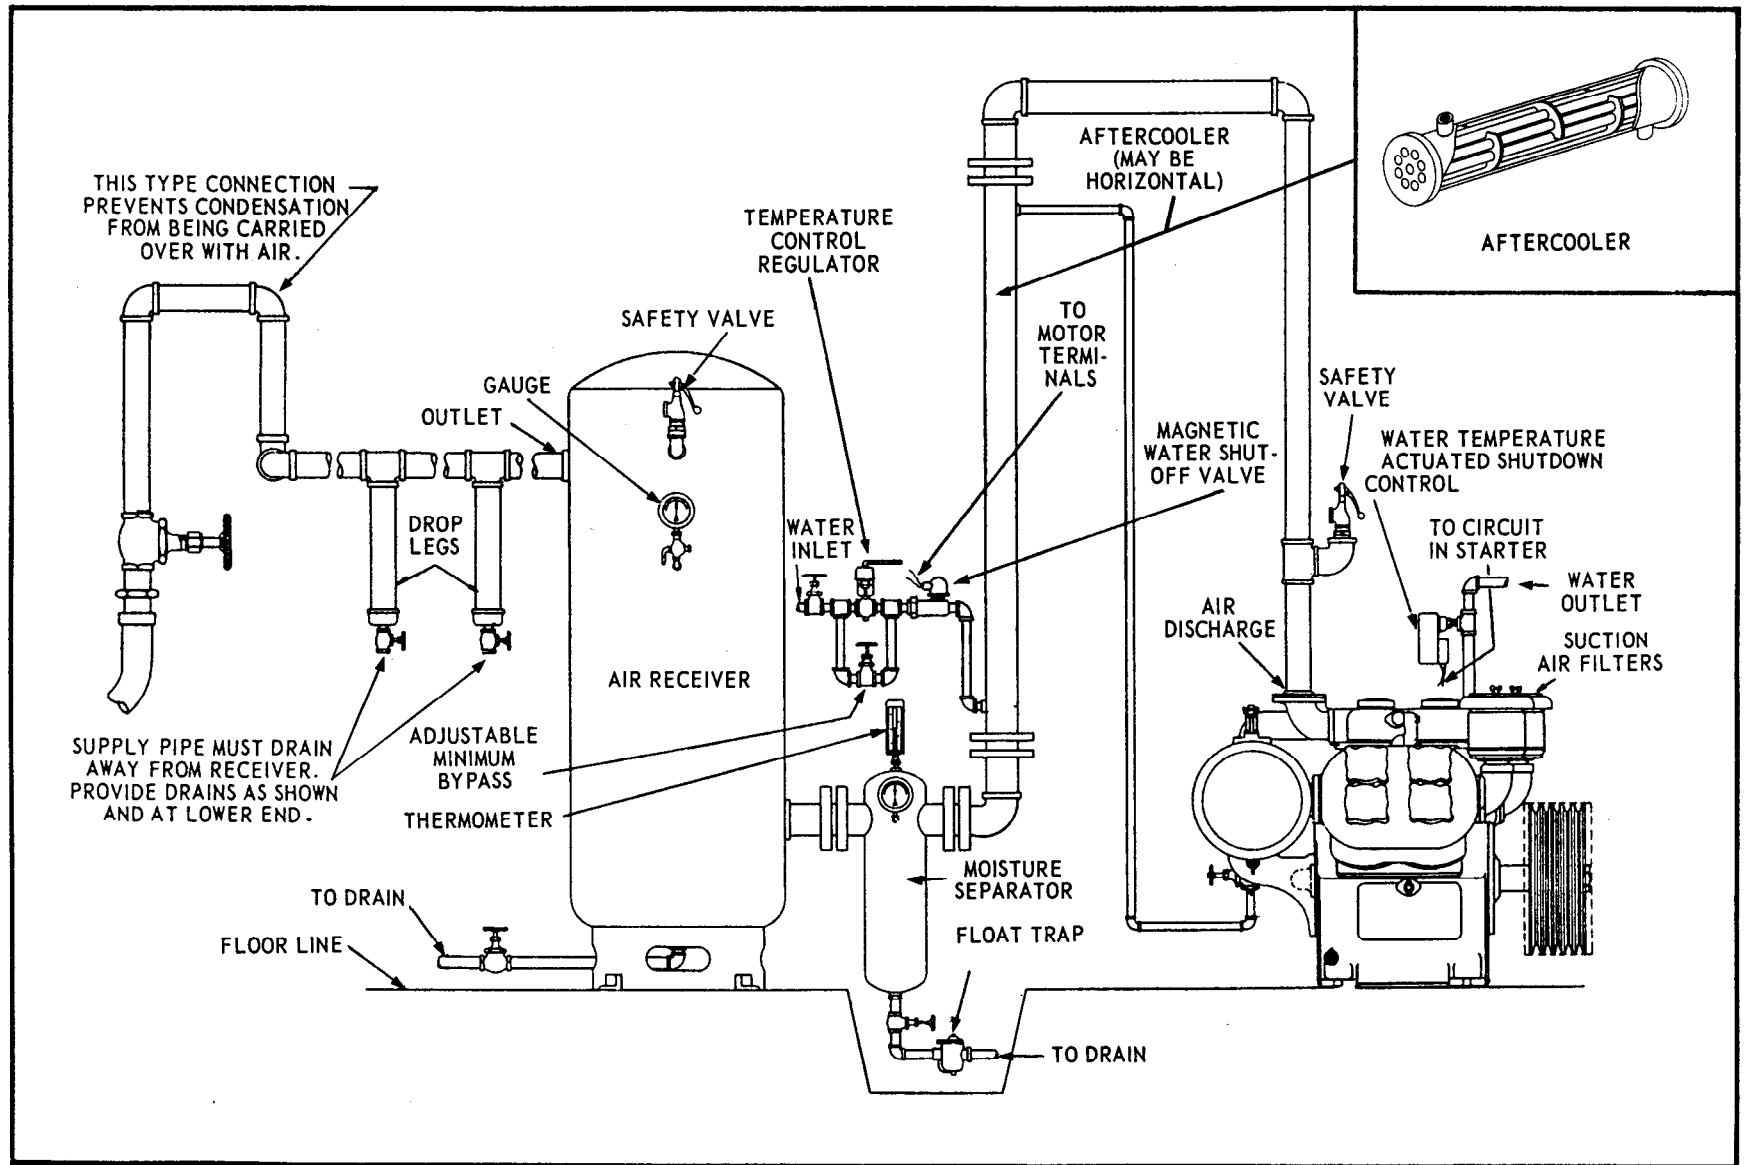 THIS TYPE CONNECTION
PREVENTS CONDENSATION
FROM BEING CARRIED
OVER WITH AIR.
TEMPERATURE
CONTROL
REGULATOR
AFTERCOOLER
(MAY BE
HORIZONTAL)
AFTERCOOLER
SAFETY VALVE
GAUGE
OUTLET
TO
MOTOR
TERMI-
NALS
SAFETY
VALVE
MAGNETIC
WATER SHUT-
OFF VALVE
WATER TEMPERATURE
ACTUATED SHUTDOWN
CONTROL
DROP
LEGS
WATER
INLET
TO CIRCUIT
IN STARTER
WATER
OUTLET
AIR
DISCHARGE
SUCTION
AIR FILTERS
AIR RECEIVER
SUPPLY PIPE MUST DRAIN
AWAY FROM RECEIVER.
PROVIDE DRAINS AS SHOWN
AND AT LOWER END.
ADJUSTABLE
MINIMUM
BYPASS
THERMOMETER
MOISTURE
SEPARATOR
TO DRAIN
FLOOR LINE
FLOAT TRAP
TO DRAIN